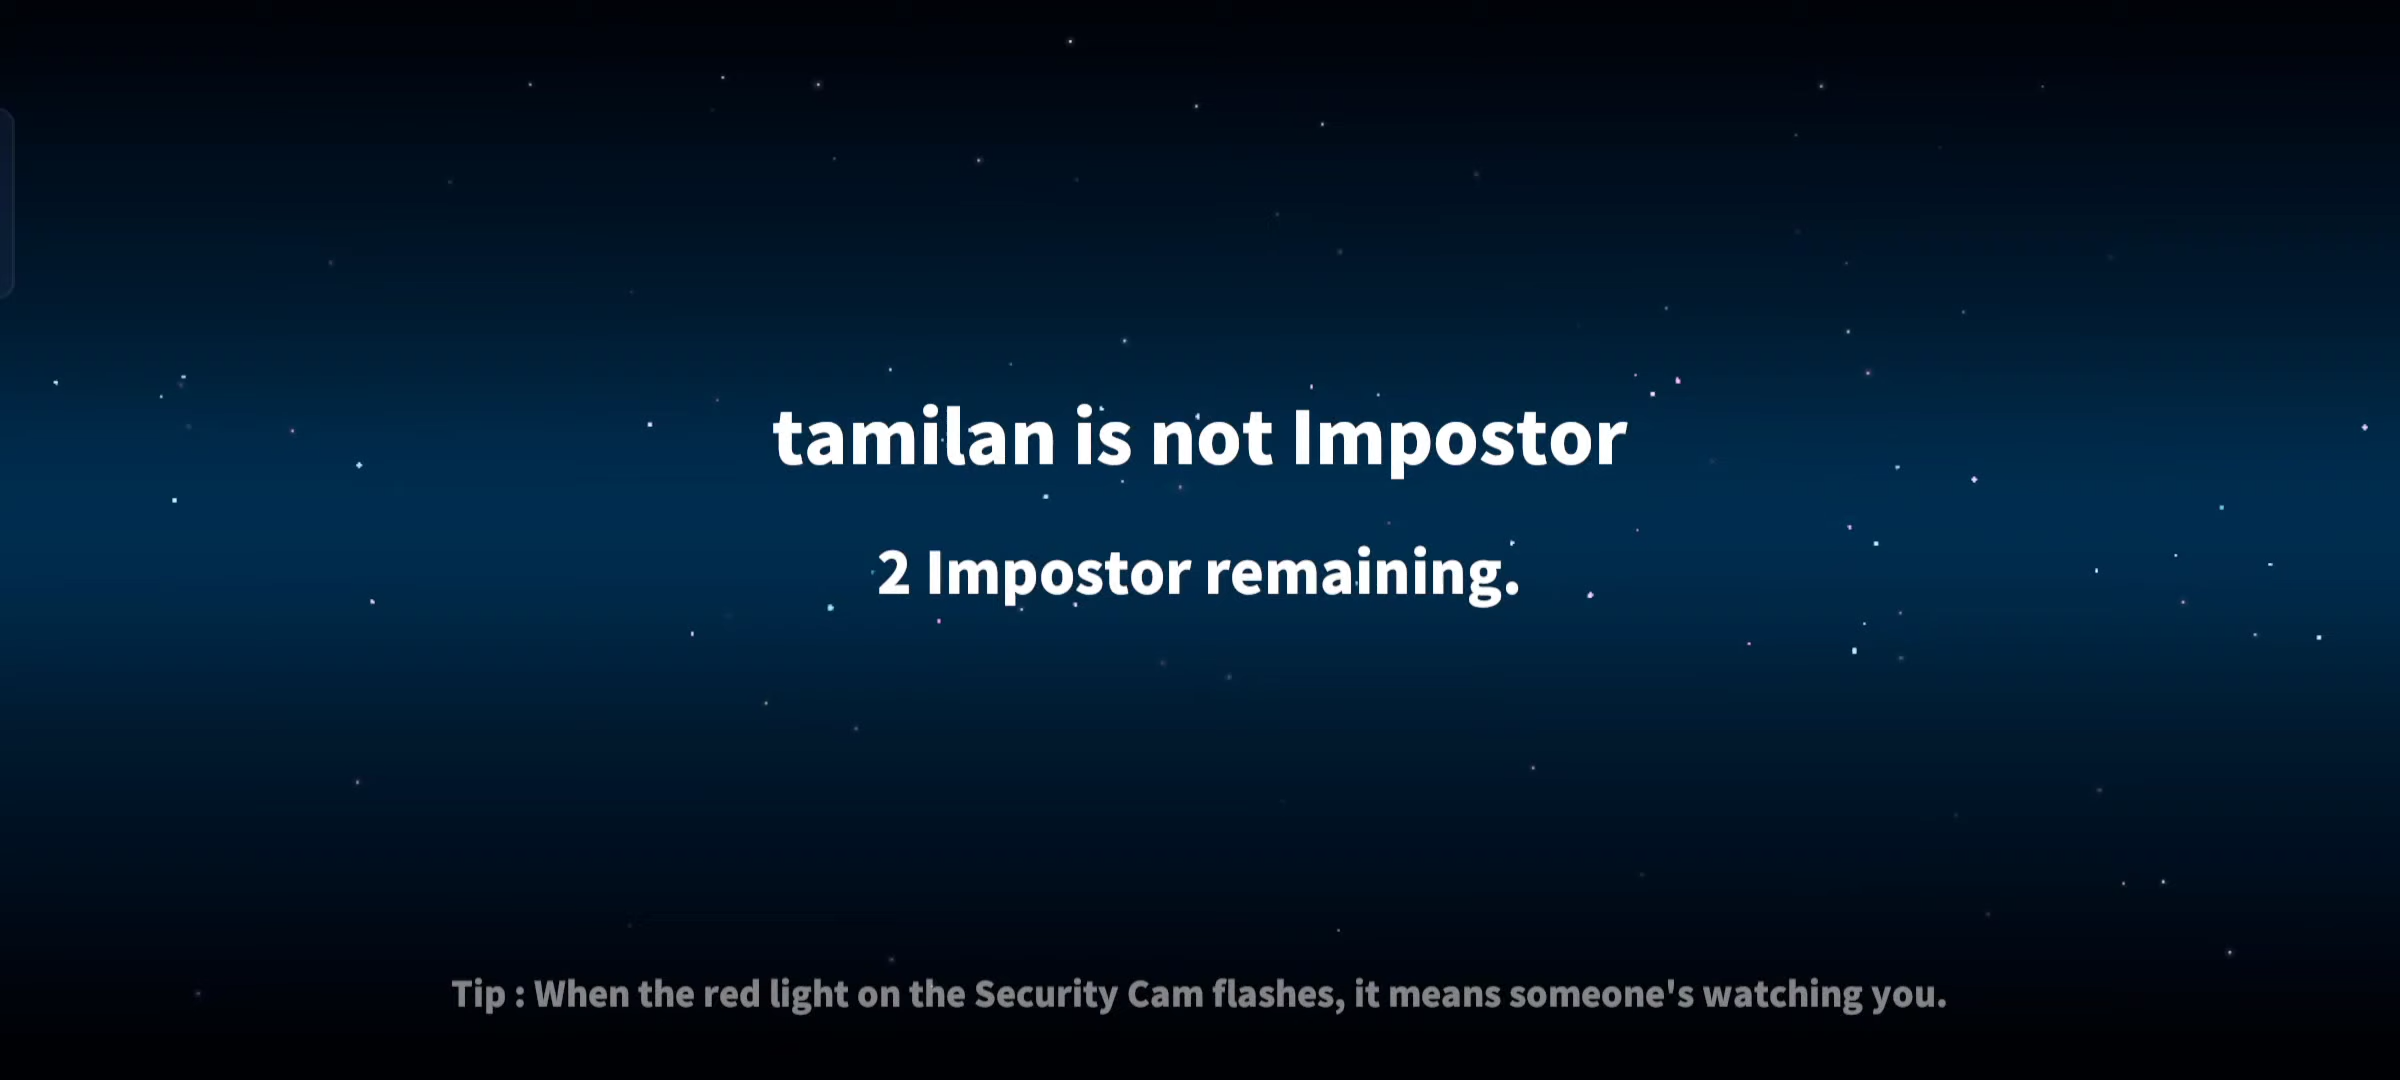 tamilan is not Impostor
2 Impostor remaining.
Tip : When the red light on the Security Cam flashes, it means someone's watching you.